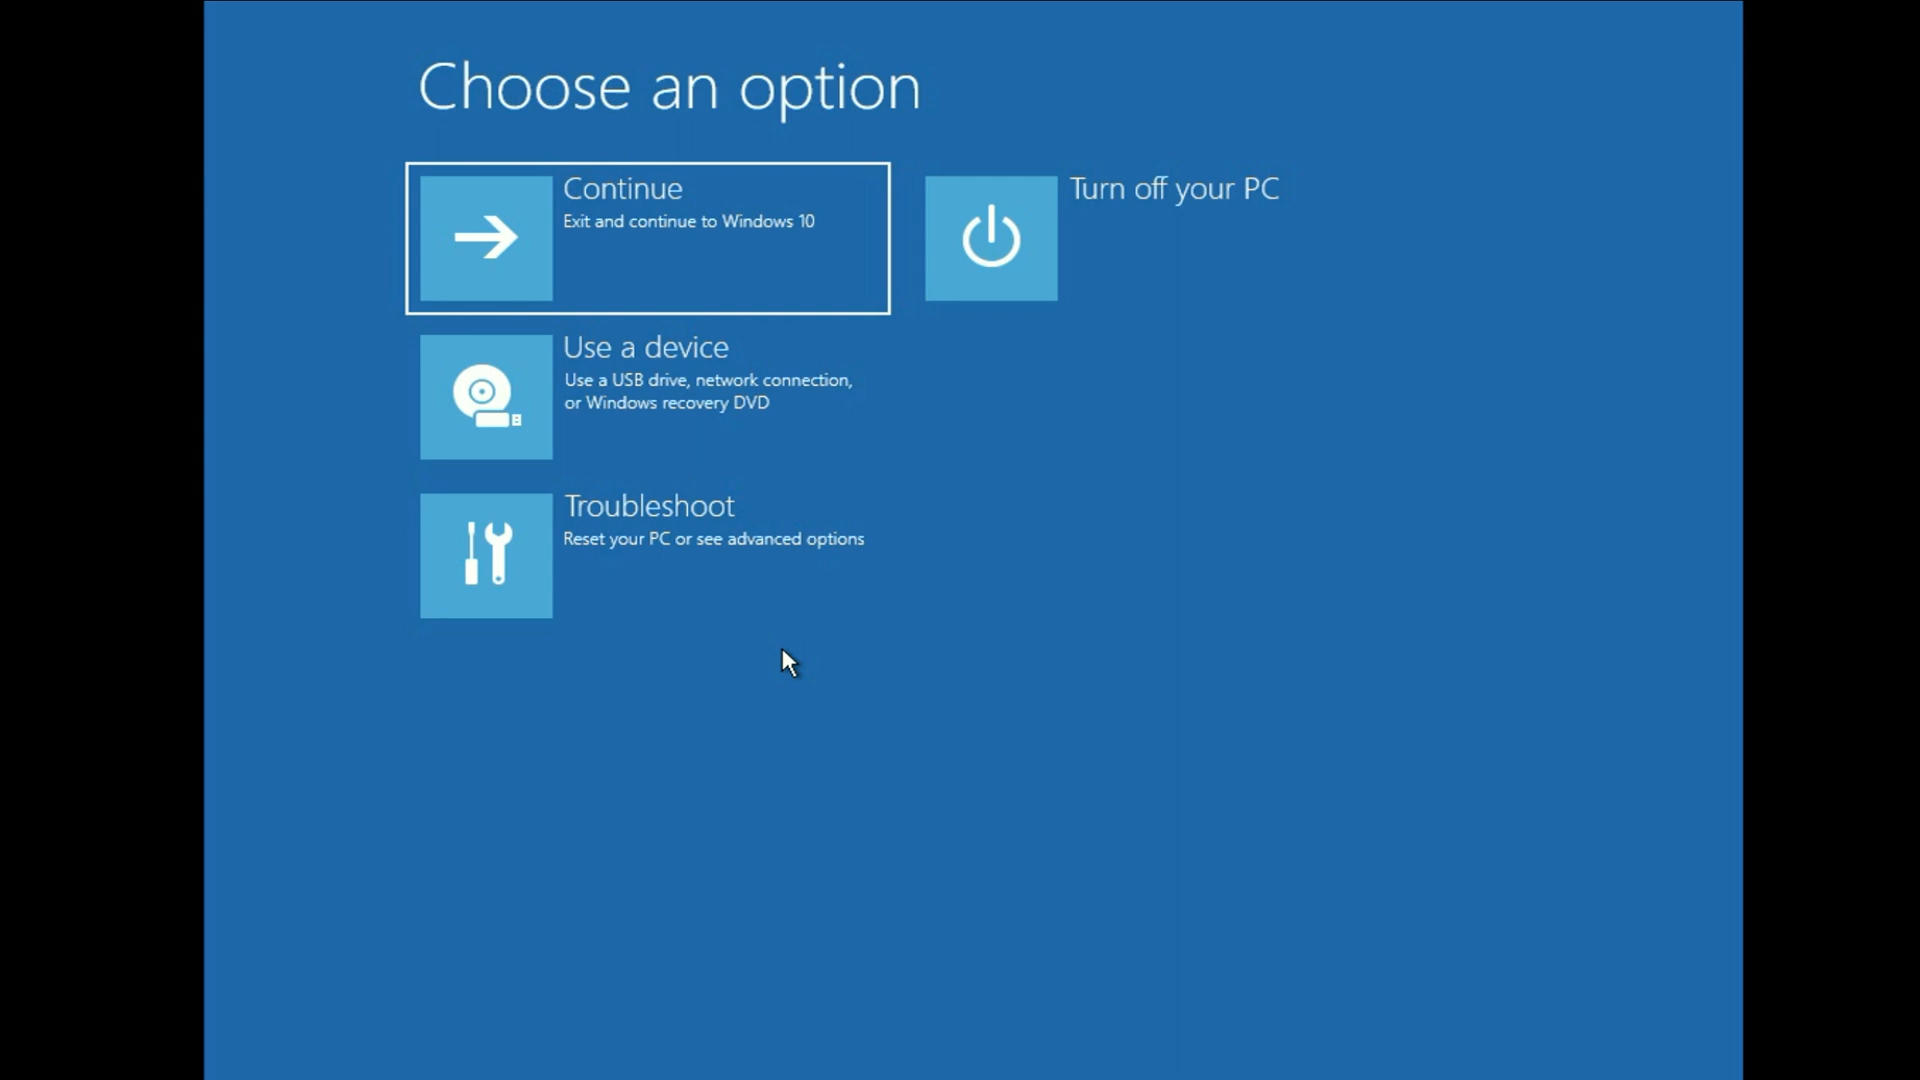 Choose an option
Continue
Exit and continue to Windows 10
Turn off your PC
Use a device
Use a USB drive, network connection,
or Windows recovery DVD
Troubleshoot
Reset your PC or see advanced options